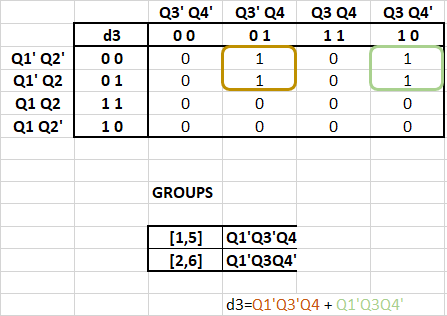 Q3' Q4' Q3' Q4 Q3 Q4 Q3 Q4'
d3 0 0 0 1 1 1 1 0
Q1' Q2' 0 0 0 1 0 1
Q1' Q2 0 1 0 1 0 1
Q1 Q2 1 1 0 0 0 0
Q1 Q2' 1 0 0 0 0 0
GROUPS
[1,5] Q1'Q3'Q4
[2,6] Q1'Q3Q4'
d3=Q1'Q3'Q4 + Q1'Q3Q4'